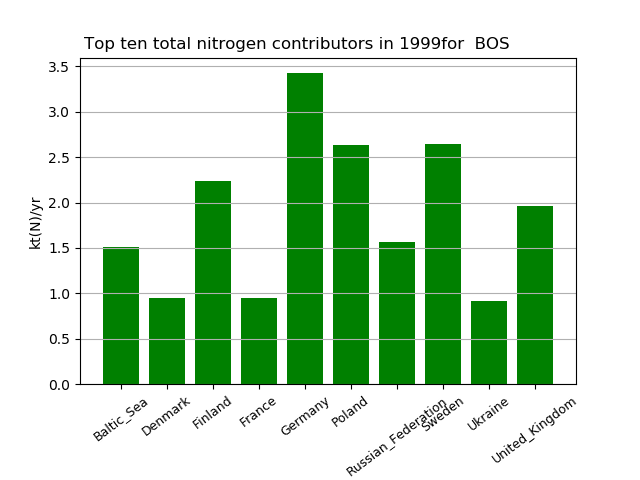 Top ten total nitrogen contributors in 1999for  BOS
3.5
3.0
2.5
2.0
1.5
1.0
0.5
0.0
kt(N)/yr
Baltic_Sea
Denmark
Finland
France
Germany
Poland
Russian_Federation
Sweden
Ukraine
United_Kingdom